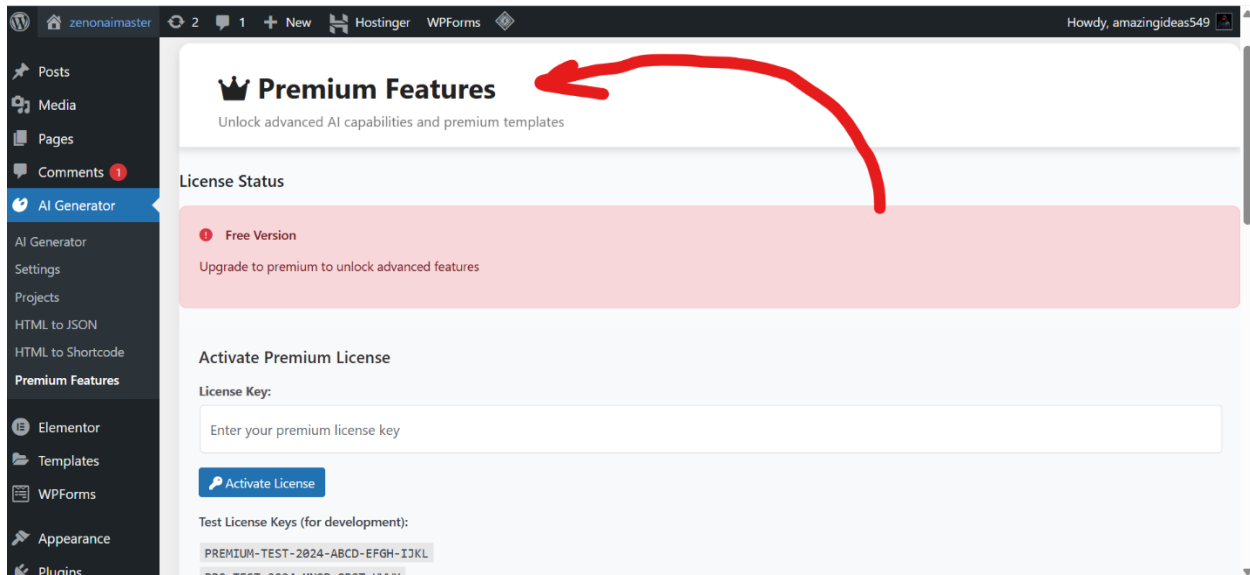 zenonaimaster 2 1 New Hostinger WPForms Howdy, amazingideas549
Posts
Media
Pages
Comments 1
AI Generator
AI Generator
Settings
Projects
HTML to JSON
HTML to Shortcode
Premium Features
Elementor
Templates
WPForms
Appearance
Plugins
Premium Features
Unlock advanced AI capabilities and premium templates
License Status
Free Version
Upgrade to premium to unlock advanced features
Activate Premium License
License Key:
Enter your premium license key
Activate License
Test License Keys (for development):
PREMIUM-TEST-2024-ABCD-EFGH-IJKL